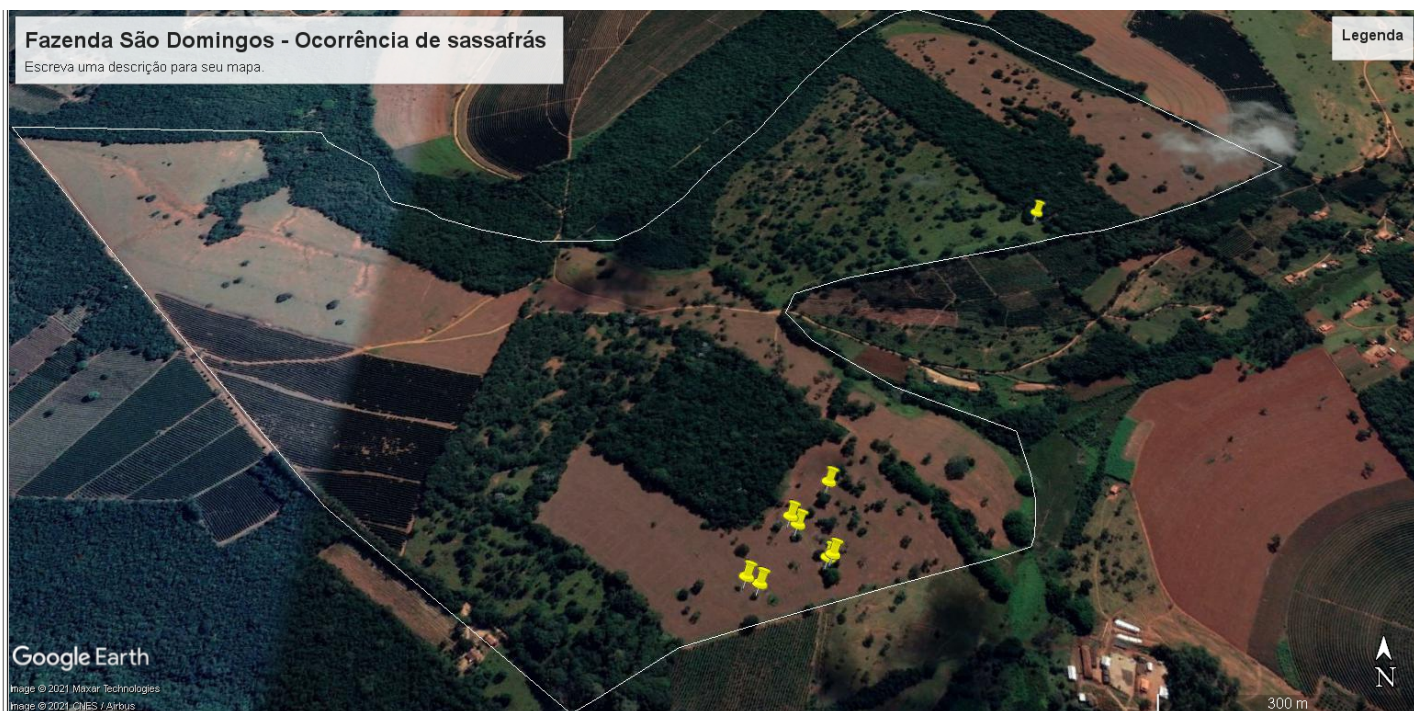 Fazenda São Domingos - Ocorrência de sassafrás
Escreva uma descrição para seu mapa.
Legenda
Google Earth
Image © 2021 Maxar Technologies
Image © 2021 CNES / Airbus
N
300 m